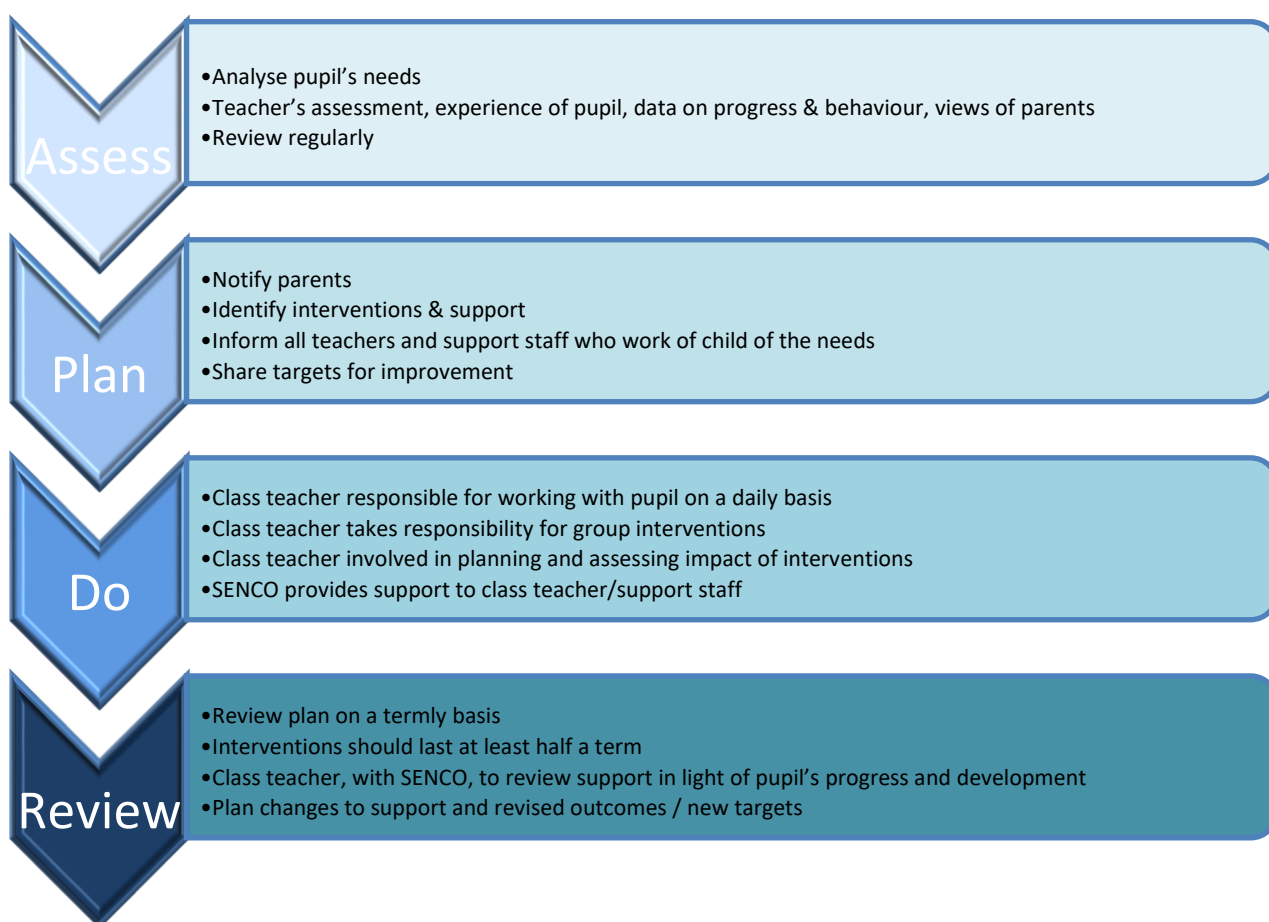 Assess
•Analyse pupil's needs
•Teacher's assessment, experience of pupil, data on progress & behaviour, views of parents
•Review regularly
Plan
•Notify parents
•Identify interventions & support
•Inform all teachers and support staff who work of child of the needs
•Share targets for improvement
Do
•Class teacher responsible for working with pupil on a daily basis
•Class teacher takes responsibility for group interventions
•Class teacher involved in planning and assessing impact of interventions
•SENCO provides support to class teacher/support staff
Review
•Review plan on a termly basis
•Interventions should last at least half a term
•Class teacher, with SENCO, to review support in light of pupil's progress and development
•Plan changes to support and revised outcomes / new targets